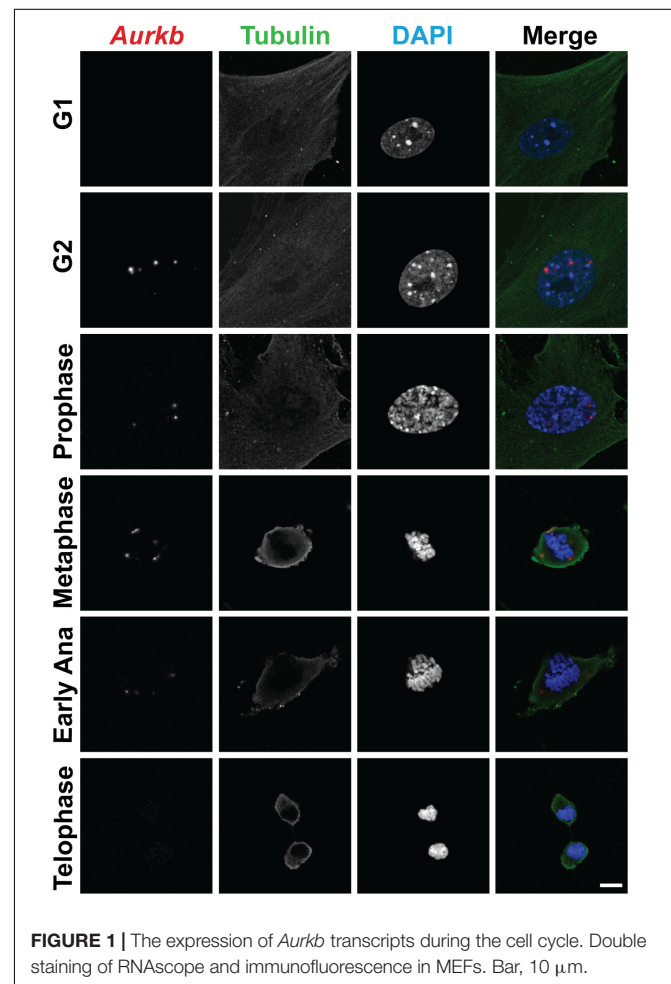 Aurkb Tubulin DAPI Merge
G1
G2
Prophase
Metaphase
Early Ana
Telophase
FIGURE 1 | The expression of Aurkb transcripts during the cell cycle. Double
staining of RNAscope and immunofluorescence in MEFs. Bar, 10 μm.